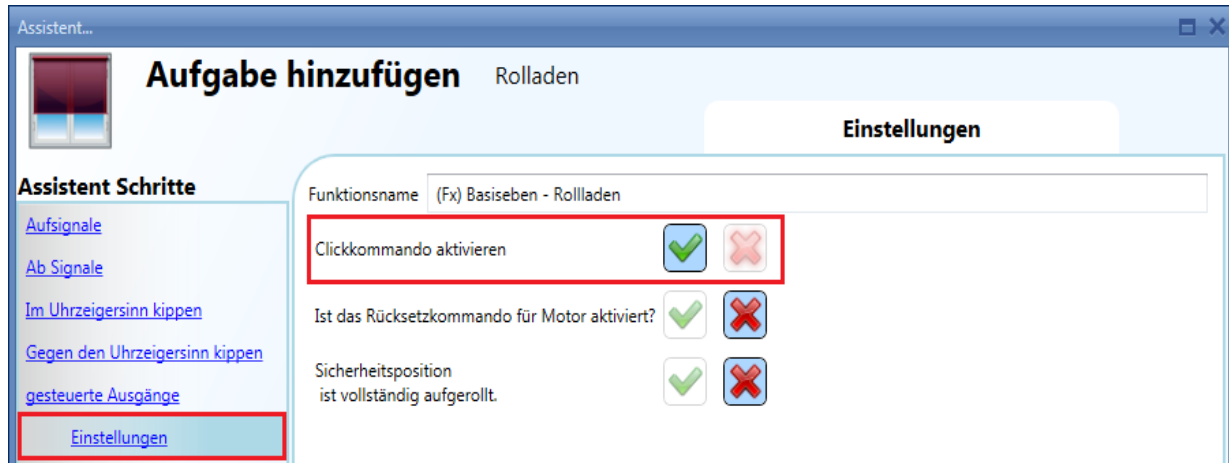 Assistent...
Aufgabe hinzufügen Rolladen
Einstellungen
Assistent Schritte
Aufsignale
Ab Signale
Im Uhrzeigersinn kippen
Gegen den Uhrzeigersinn kippen
gesteuerte Ausgänge
Einstellungen
Funktionsname (Fx) Basiseben - Rollladen
Clickkommando aktivieren
Ist das Rücksetzkommando für Motor aktiviert?
Sicherheitsposition
ist vollständig aufgerollt.